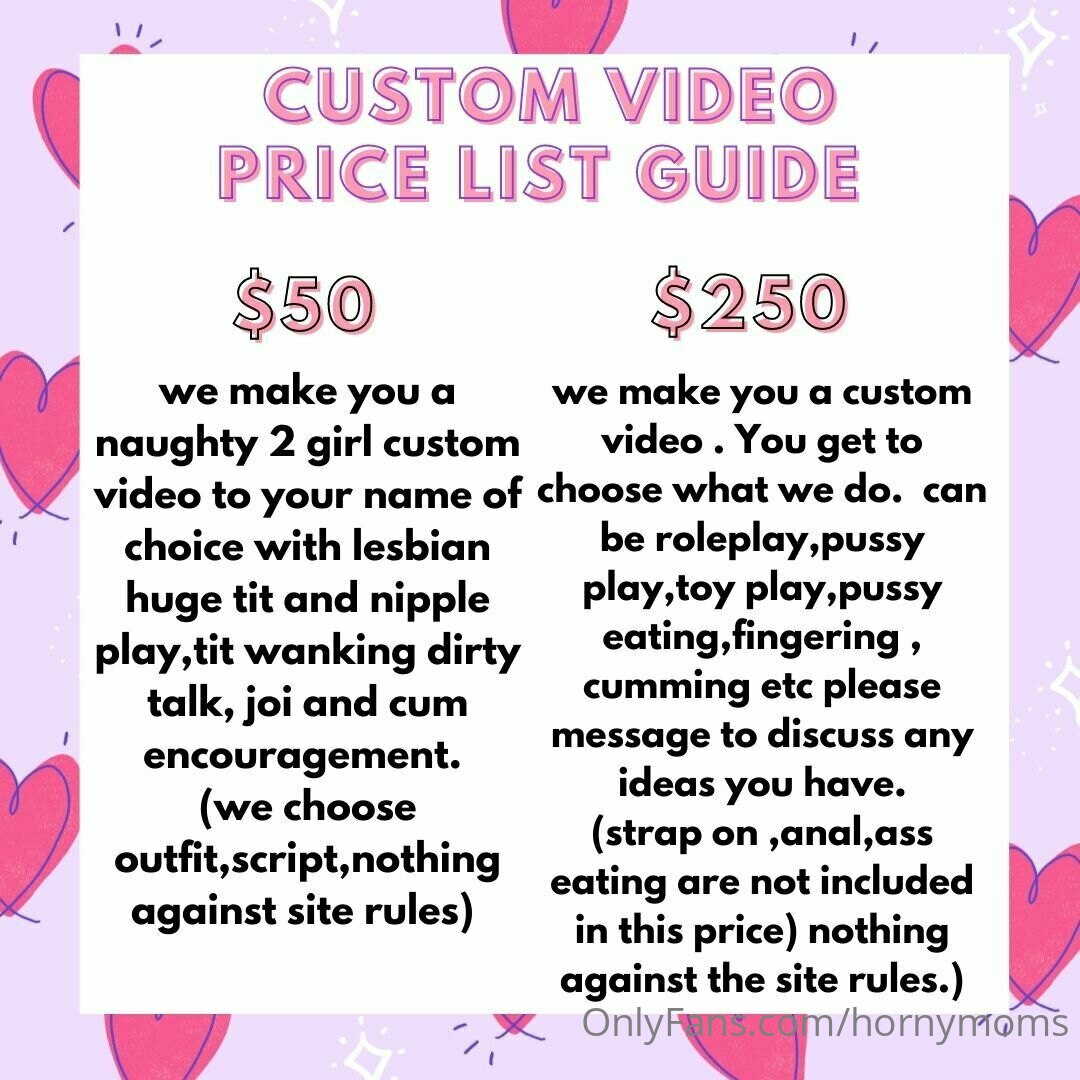 CUSTOM VIDEO
PRICE LIST GUIDE
$50
we make you a
naughty 2 girl custom
video to your name of
choice with lesbian
huge tit and nipple
play,tit wanking dirty
talk, joi and cum
encouragement.
(we choose
outfit,script,nothing
against site rules)
$250
we make you a custom
video . You get to
choose what we do.  can
be roleplay,pussy
play,toy play,pussy
eating,fingering ,
cumming etc please
message to discuss any
ideas you have.
(strap on ,anal,ass
eating are not included
in this price) nothing
against the site rules.)
OnlyFans.com/hornymoms